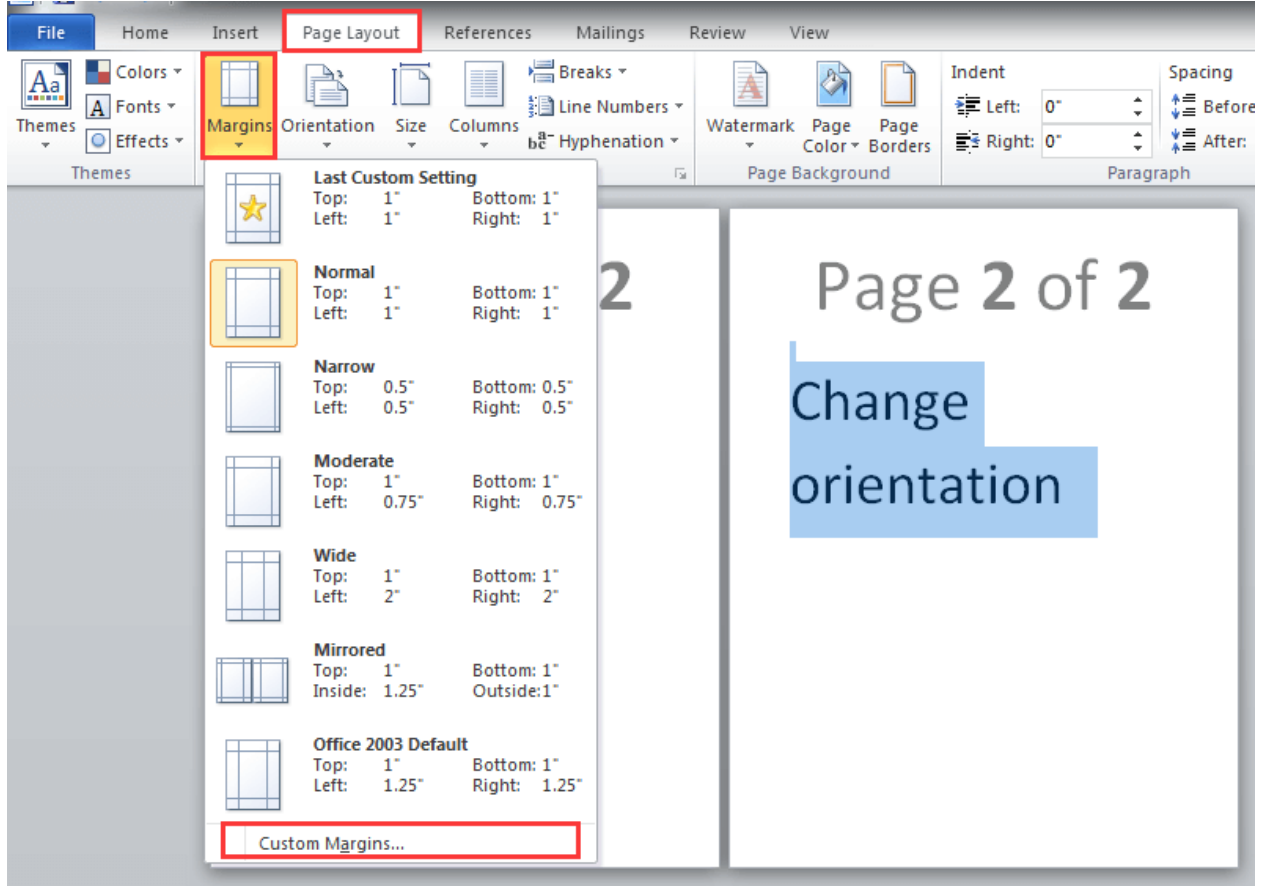 File Home Insert Page Layout References Mailings Review View
Aa Colors Breaks Indent Spacing
A Fonts Line Numbers Left: 0" Before
Themes Margins Orientation Size Columns Watermark Page Color Page Borders
Effects Hyphenation Right: 0" After:
Themes Page Background Paragraph
Last Custom Setting
Top: 1" Bottom: 1"
Left: 1" Right: 1"
Normal
Top: 1" Bottom: 1"
Left: 1" Right: 1"
Narrow
Top: 0.5" Bottom: 0.5"
Left: 0.5" Right: 0.5"
Moderate
Top: 1" Bottom: 1"
Left: 0.75" Right: 0.75"
Wide
Top: 1" Bottom: 1"
Left: 2" Right: 2"
Mirrored
Top: 1" Bottom: 1"
Inside: 1.25" Outside:1"
Office 2003 Default
Top: 1" Bottom: 1"
Left: 1.25" Right: 1.25"
Custom Margins...
2
Page 2 of 2
Change
orientation